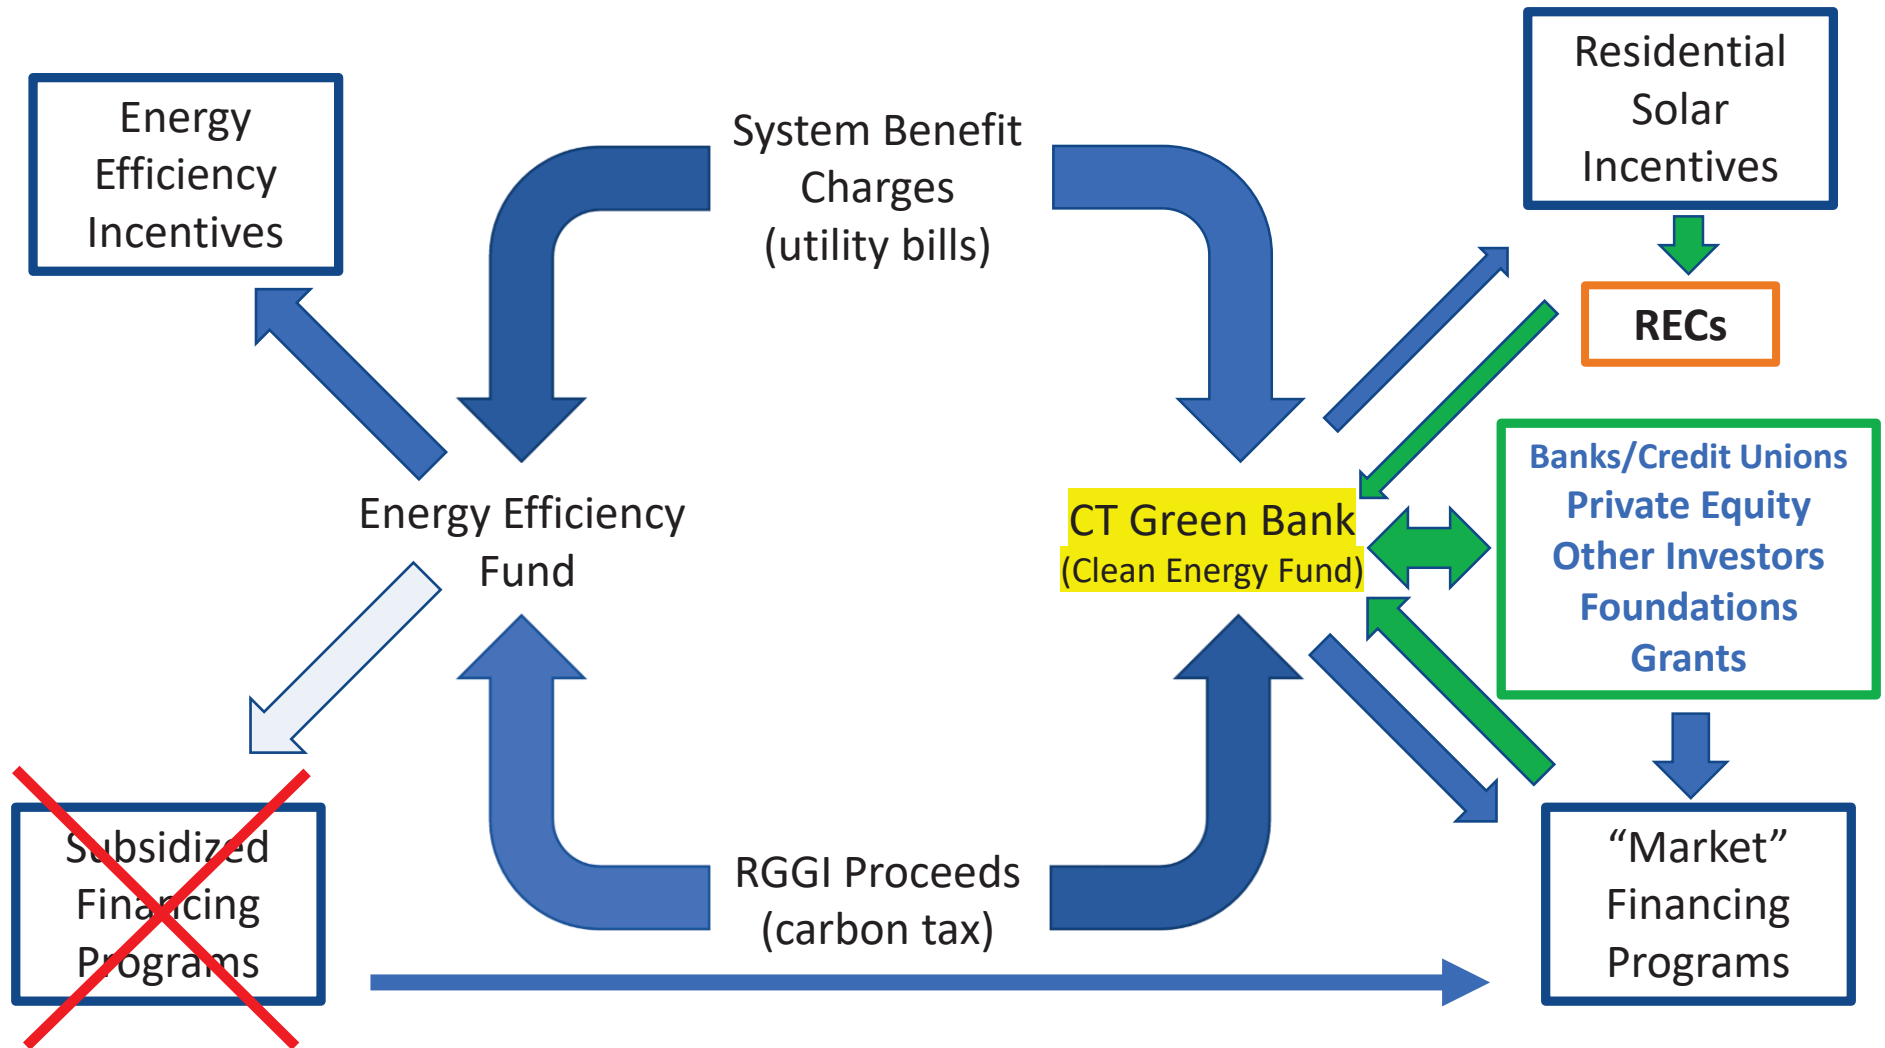 Energy
Efficiency
Incentives
System Benefit
Charges
(utility bills)
Residential
Solar
Incentives
RECs
Banks/Credit Unions
Private Equity
Other Investors
Foundations
Grants
Energy Efficiency
Fund
CT Green Bank
(Clean Energy Fund)
Subsidized
Financing
Programs
RGGI Proceeds
(carbon tax)
“Market”
Financing
Programs